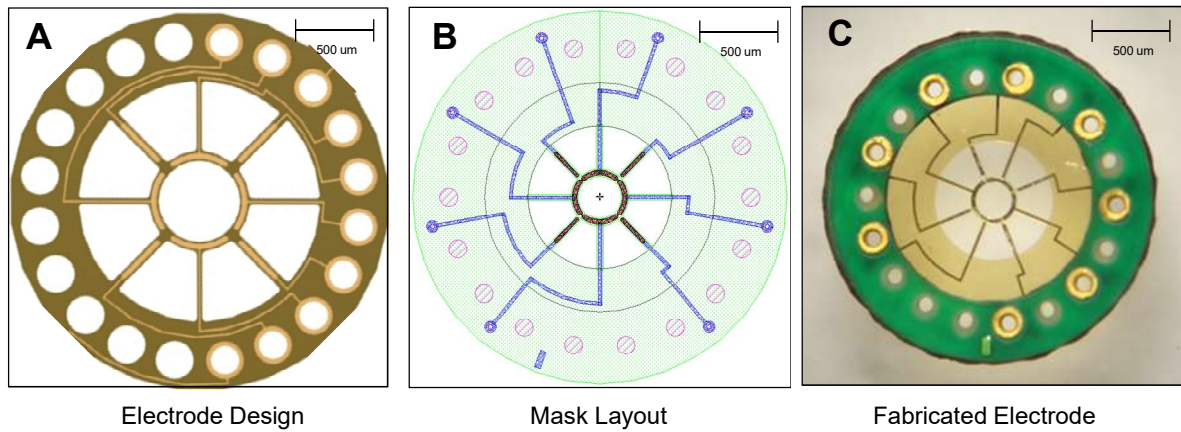 A
500 um
B
500 um
C
500 um
Electrode Design
Mask Layout
Fabricated Electrode